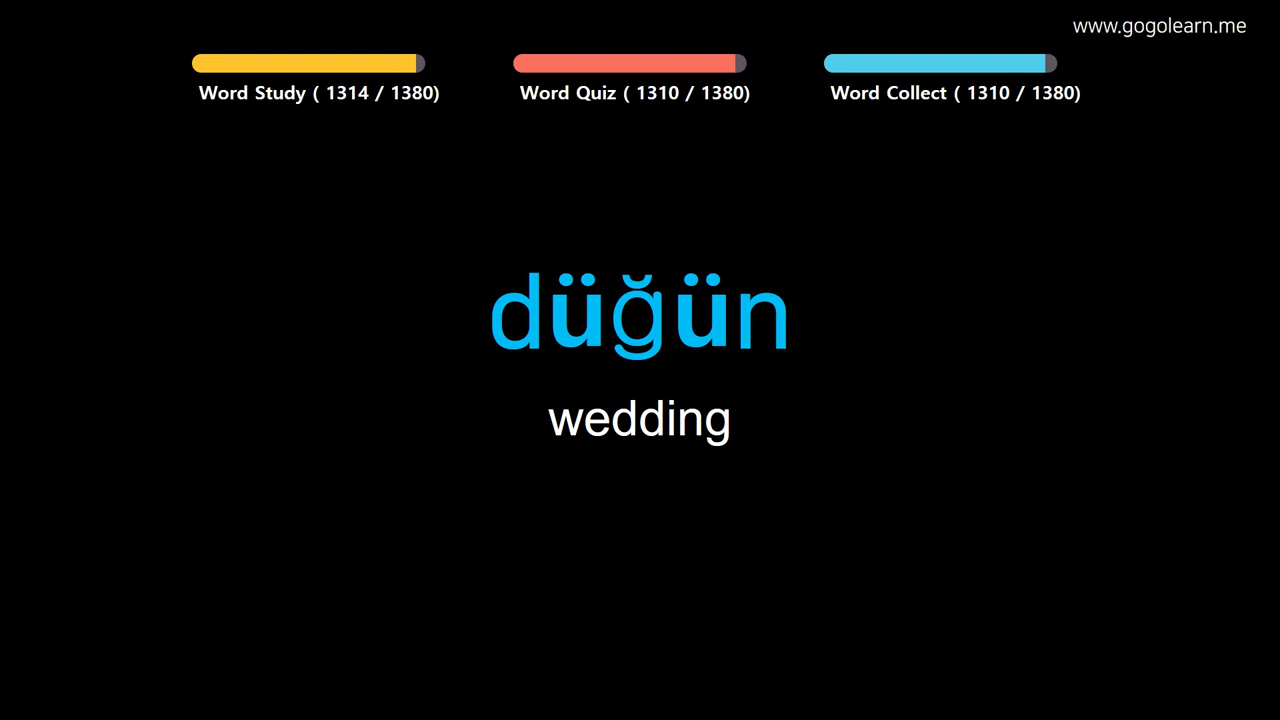 www.gogolearn.me
Word Study ( 1314 / 1380)
Word Quiz ( 1310 / 1380)
Word Collect ( 1310 / 1380)
düğün
wedding